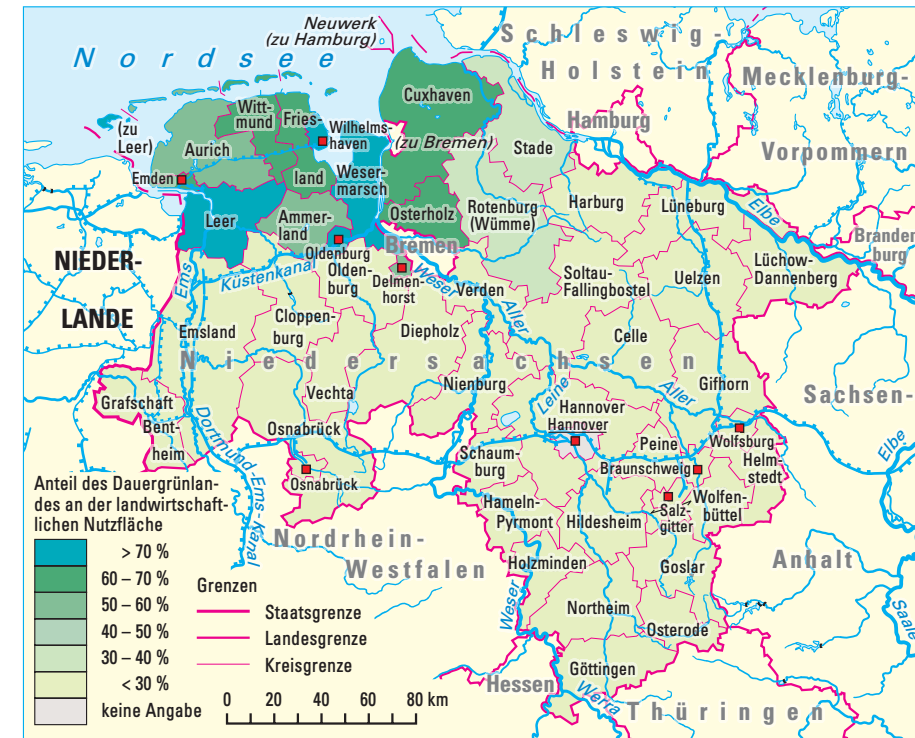 Neuwerk
(zu Hamburg)
Schleswig-
Holstein
Nordsee
Mecklenburg-
Vorpommern
Cuxhaven
Hamburg
Witt-
mund
Fries-
land
Wilhelms-
haven
(zu Bremen)
(zu
Leer)
Aurich
Stade
Emden
Weser-
marsch
Harburg
Lüneburg
Elbe
Leer
Ammer-
land
Osterholz
Rotenburg
(Wümme)
Branden
burg
Oldenburg
Olden-
burg
Bremen
Lüchow-
Dannenberg
NIEDER-
LANDE
Ems
Küstenkanal
Delmen-
horst
Weser
Verden
Aller
Soltau-
Fallingbostel
Uelzen
Emsland
Cloppen-
burg
Diepholz
Celle
Niedersachsen
Vechta
Nienburg
Leine
Aller
Gifhorn
Sachsen-
Grafschaft
Bent-
heim
Dortmund-Ems-Kanal
Osnabrück
Osnabrück
Hannover
Hannover
Schaum-
burg
Peine
Wolfsburg
Helm-
stedt
Elbe
Braunschweig
Salz-
gitter
Wolfen-
büttel
Hameln-
Pyrmont
Hildesheim
Nordrhein-
Westfalen
Anhalt
Holzminden
Goslar
Weser
Northeim
Osterode
Saale
Göttingen
Hessen
Werra
Thüringen
Anteil des Dauergrünlan-
des an der landwirtschaft-
lichen Nutzfläche
> 70 %
60 – 70 %
50 – 60 %
40 – 50 %
30 – 40 %
< 30 %
keine Angabe
Grenzen
Staatsgrenze
Landesgrenze
Kreisgrenze
0 20 40 60 80 km